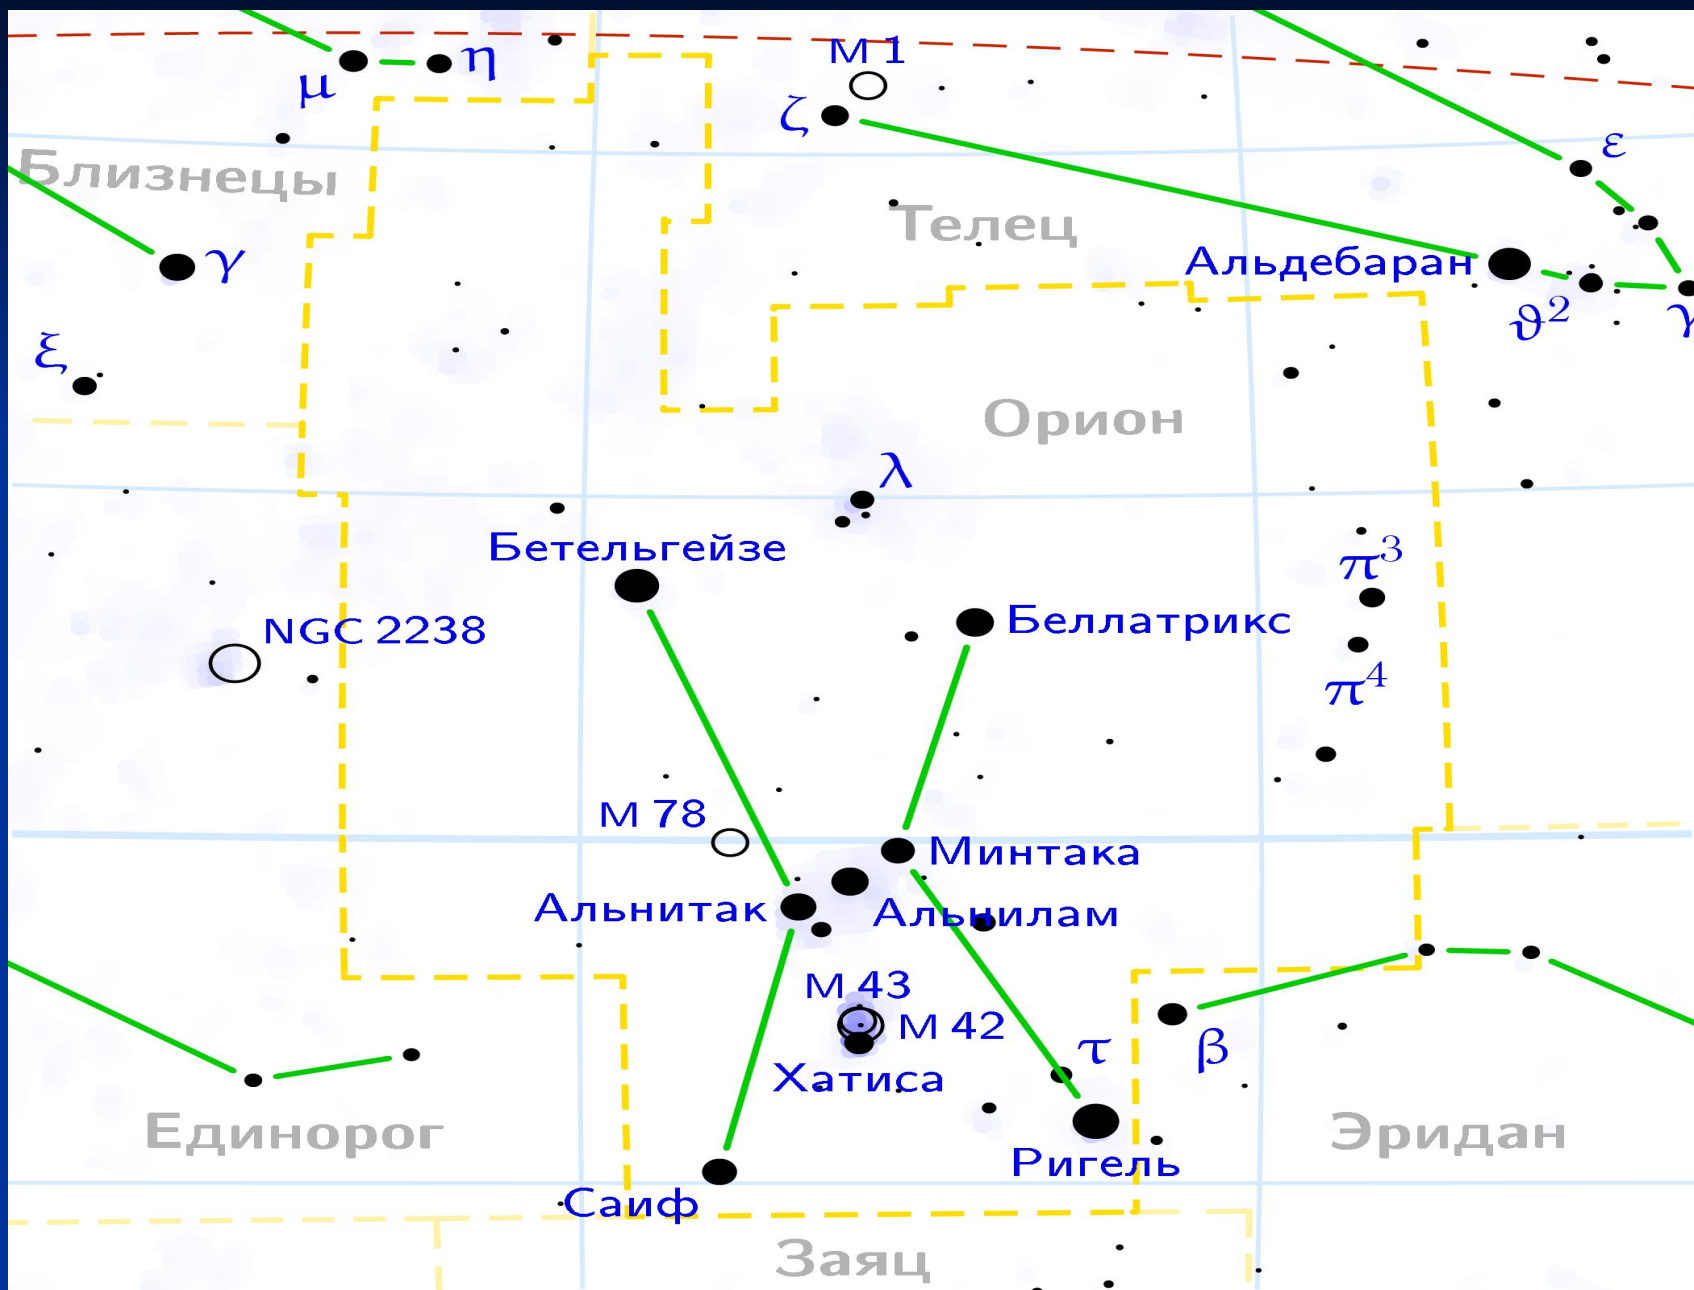 M 1
μ
η
ζ
ε
Близнецы
Телец
γ
Альдебаран
ϑ²
γ
ξ
Орион
λ
Бетельгейзе
π³
NGC 2238
Беллатрикс
π⁴
M 78
Минтака
Альнитак
Альнилам
M 43
M 42
τ
β
Хатиса
Единорог
Эридан
Ригель
Саиф
Заяц